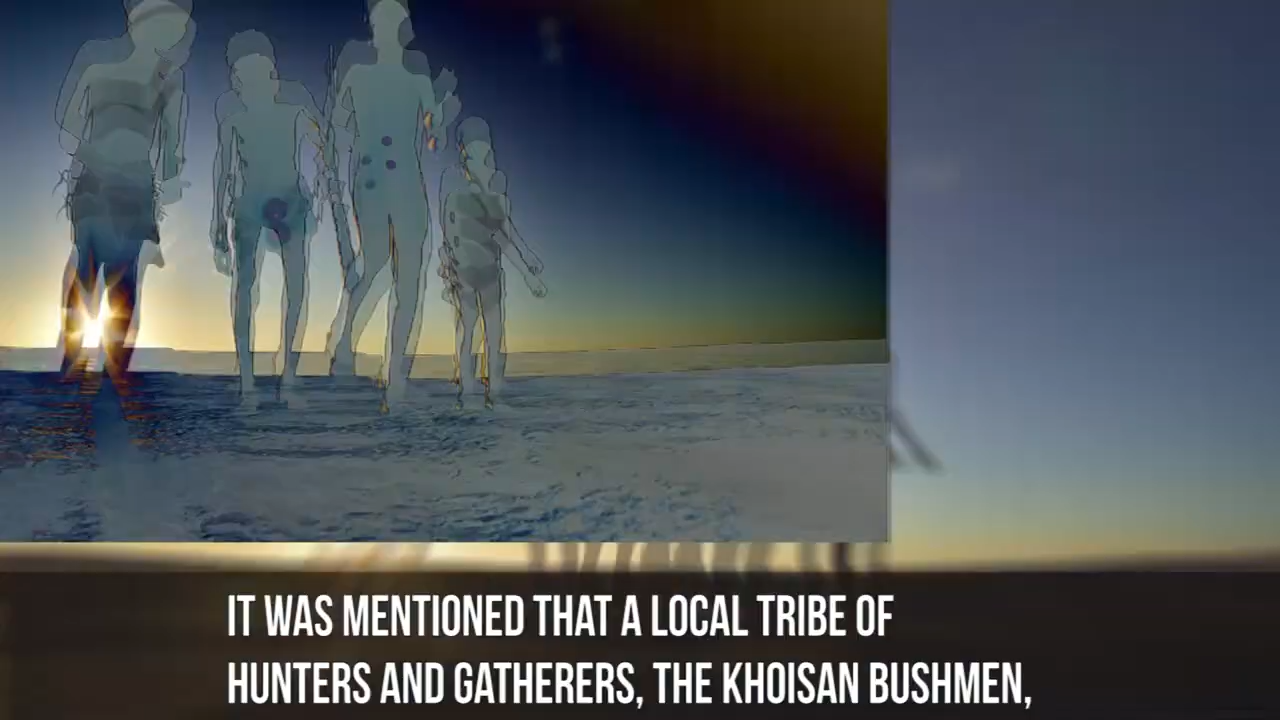 IT WAS MENTIONED THAT A LOCAL TRIBE OF
HUNTERS AND GATHERERS, THE KHOISAN BUSHMEN,